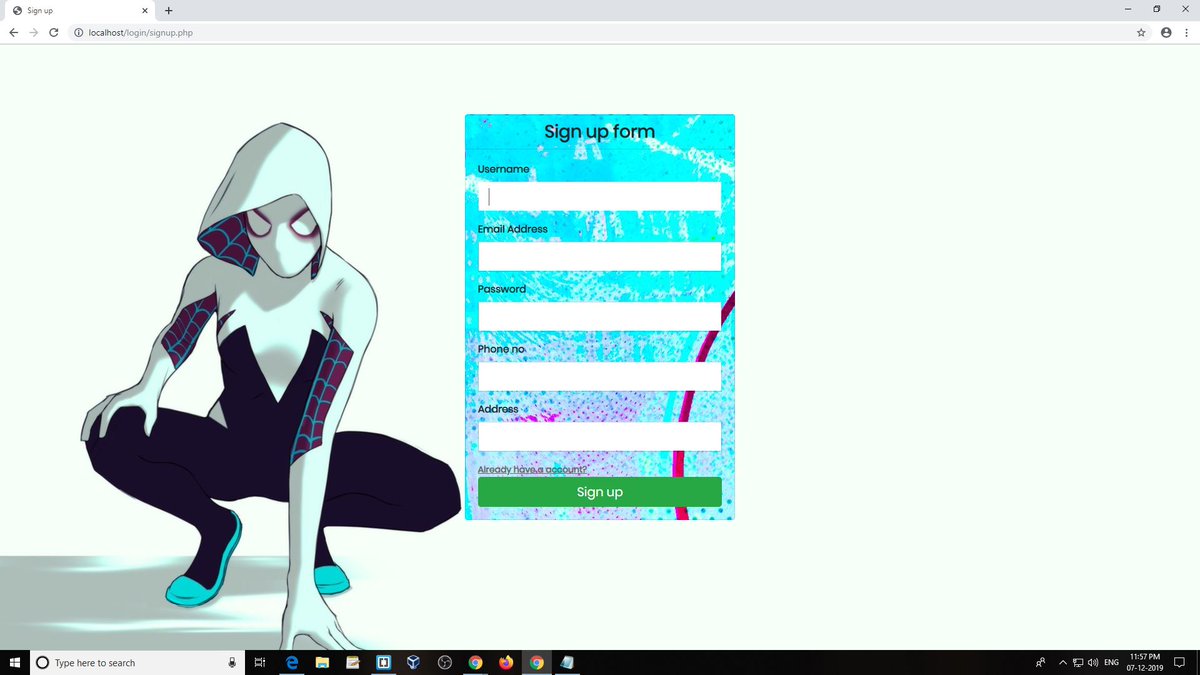 Sign up
localhost/login/signup.php
Sign up form
Username
Email Address
Password
Phone no
Address
Already have a account?
Sign up
Type here to search
ENG
11:57 PM
07-12-2019